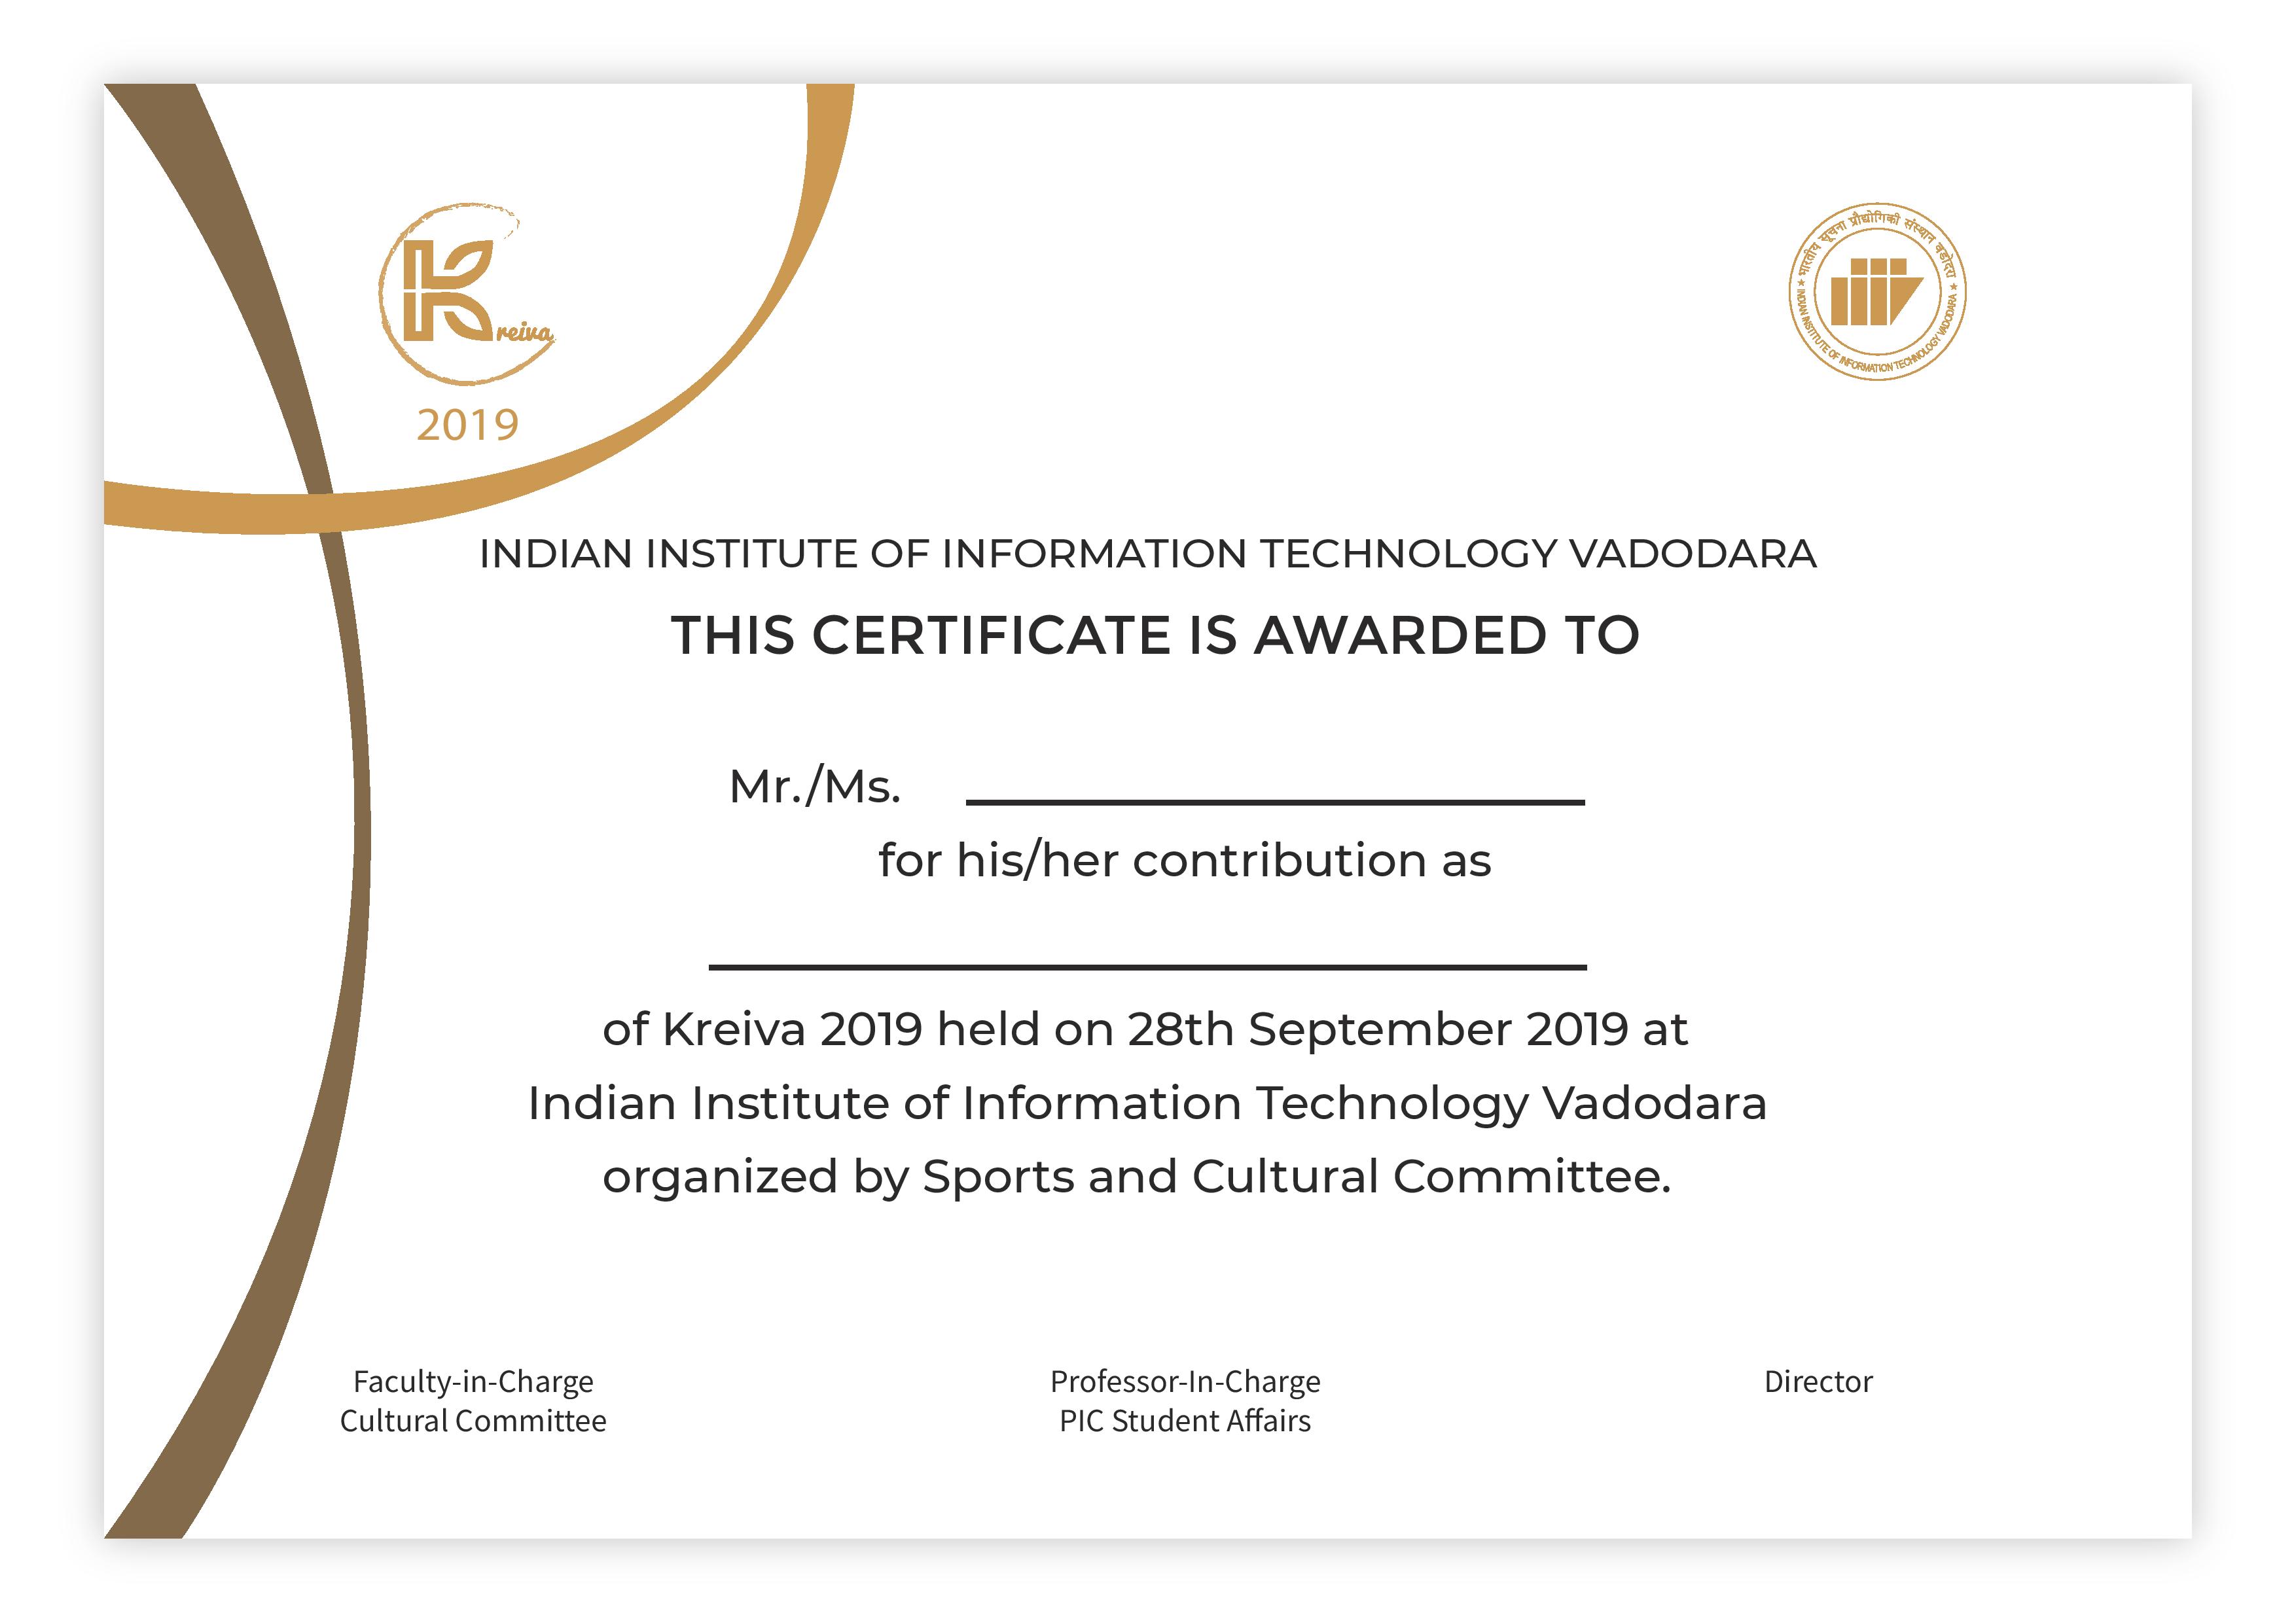 Kreiva
2019
भारतीय सूचना प्रौद्योगिकी संस्थान वडोदरा
INDIAN INSTITUTE OF INFORMATION TECHNOLOGY VADODARA
INDIAN INSTITUTE OF INFORMATION TECHNOLOGY VADODARA
THIS CERTIFICATE IS AWARDED TO
Mr./Ms.
for his/her contribution as
of Kreiva 2019 held on 28th September 2019 at
Indian Institute of Information Technology Vadodara
organized by Sports and Cultural Committee.
Faculty-in-Charge
Cultural Committee
Professor-In-Charge
PIC Student Affairs
Director